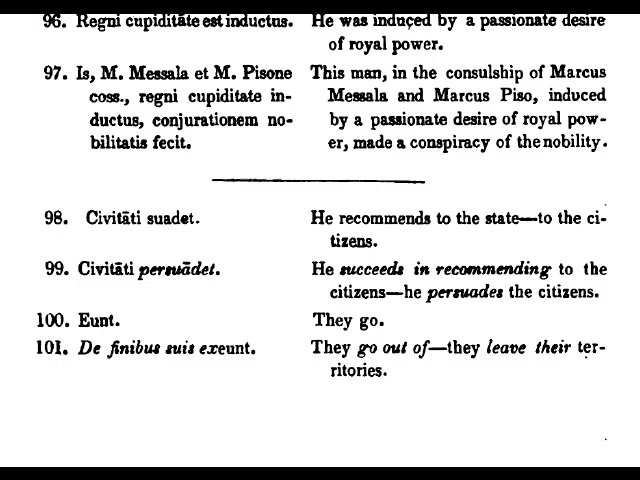 96. Regni cupiditāte est inductus.
He was induced by a passionate desire
of royal power.
97. Is, M. Messala et M. Pisone
coss., regni cupiditate in-
ductus, conjurationem no-
bilitatis fecit.
This man, in the consulship of Marcus
Messala and Marcus Piso, induced
by a passionate desire of royal pow-
er, made a conspiracy of the nobility.
98. Civitāti suadet.
He recommends to the state—to the ci-
tizens.
99. Civitāti persuādet.
He succeeds in recommending to the
citizens—he persuades the citizens.
100. Eunt.
They go.
101. De finibus suis exeunt.
They go out of—they leave their ter-
ritories.